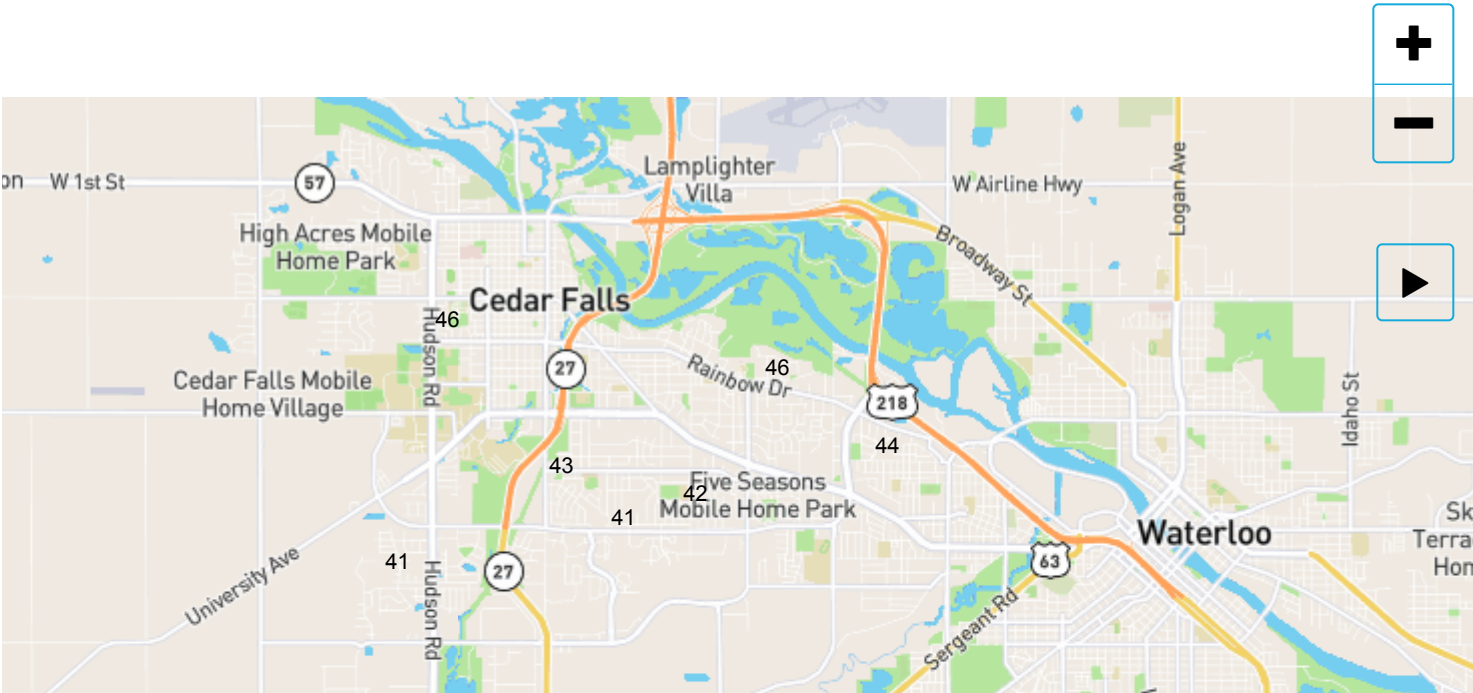 Lamplighter
Villa
on
W 1st St
57
W Airline Hwy
Logan Ave
High Acres Mobile
Home Park
Broadway St
Cedar Falls
Hudson Rd
46
27
46
Rainbow Dr
Cedar Falls Mobile
Home Village
218
Idaho St
44
43
Five Seasons
42
Mobile Home Park
41
Waterloo
Sk
Terra
Hom
41
27
63
University Ave
Hudson Rd
Sergeant Rd